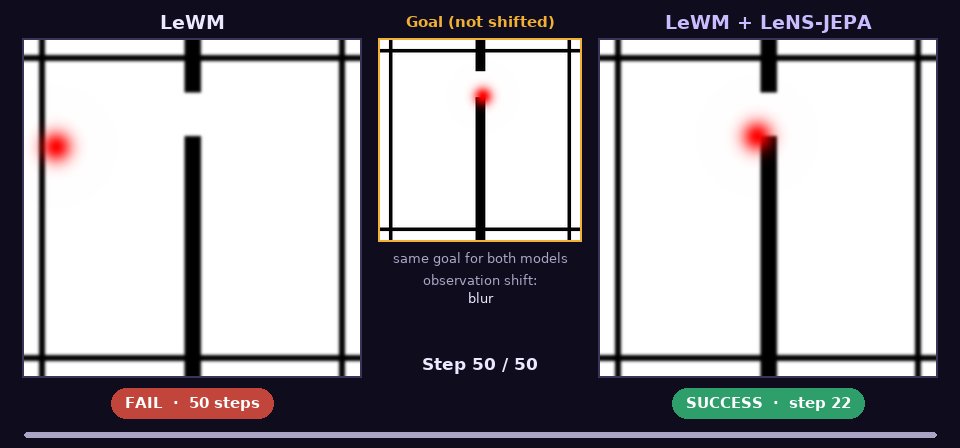 LeWM
Goal (not shifted)
LeWM + LeNS-JEPA
same goal for both models
observation shift:
blur
Step 50 / 50
FAIL · 50 steps
SUCCESS · step 22